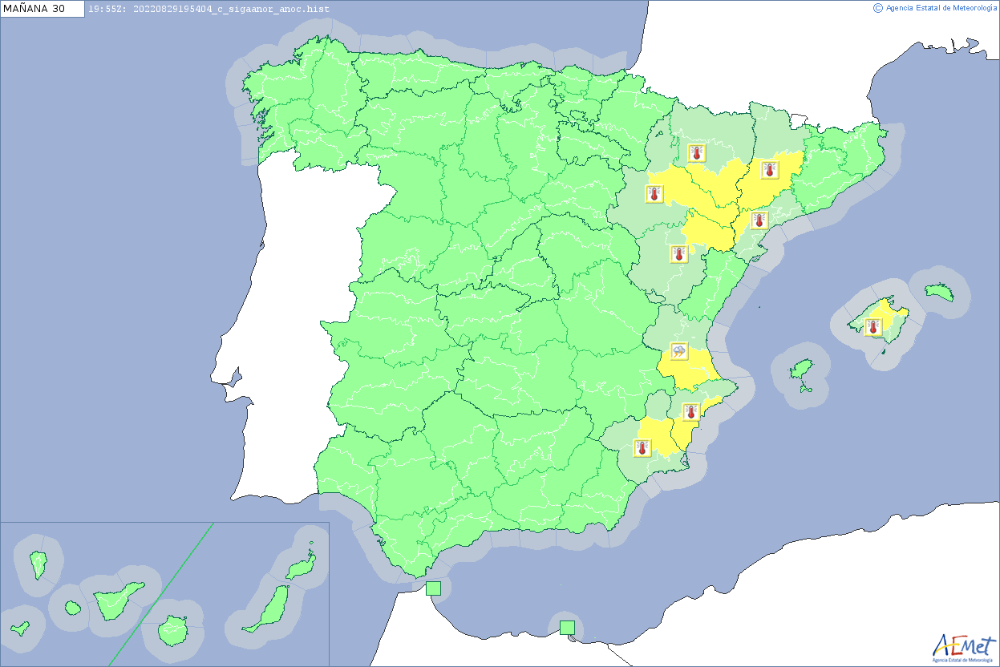 MAÑANA 30
19:55Z: 20220829195404_c_sigaanor_anoc.hist
© Agencia Estatal de Meteorología
AEmet
Agencia Estatal de Meteorología